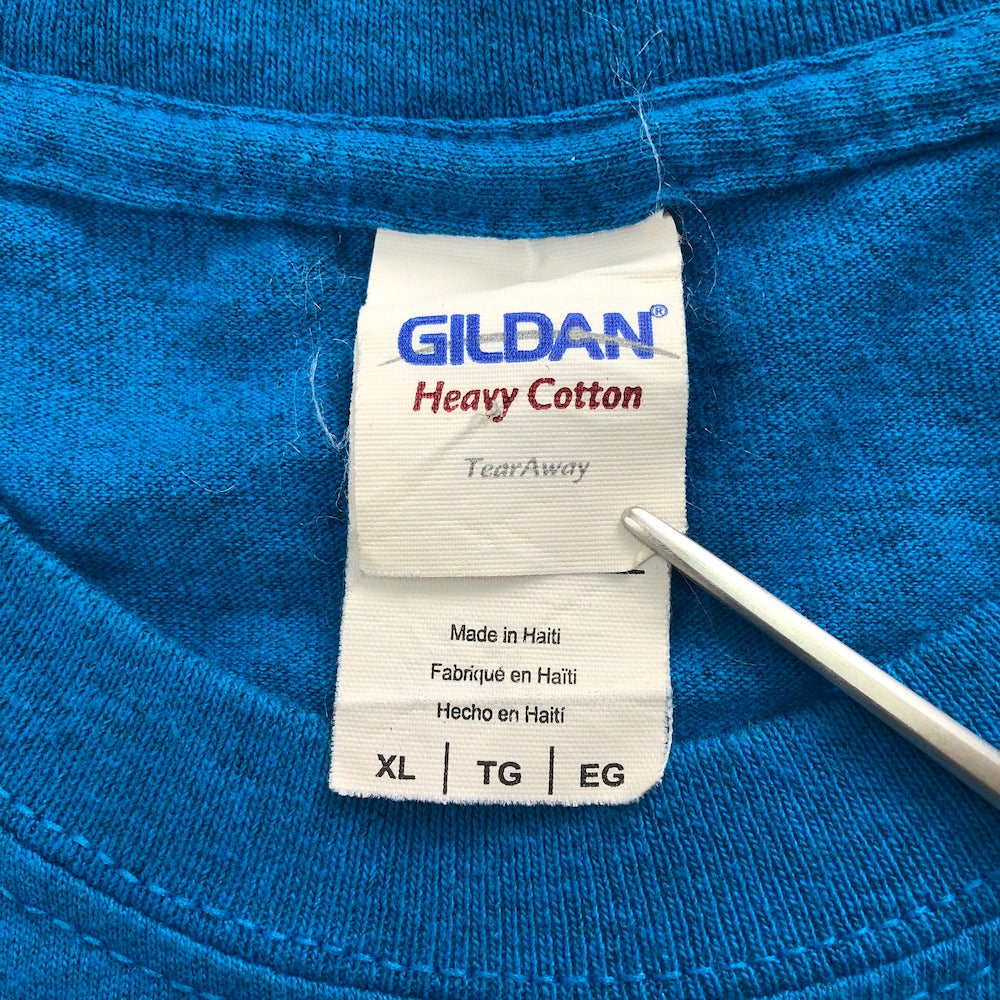 GILDAN®
Heavy Cotton
TearAway
Made in Haiti
Fabriqué en Haïti
Hecho en Haití
XL | TG | EG